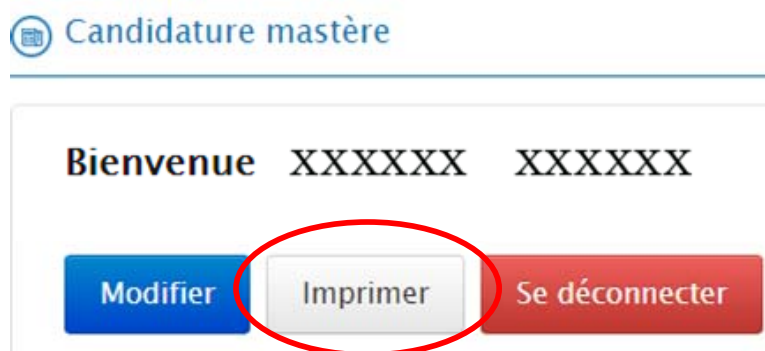 Candidature mastère
Bienvenue XXXXXX XXXXXX
Modifier Imprimer Se déconnecter